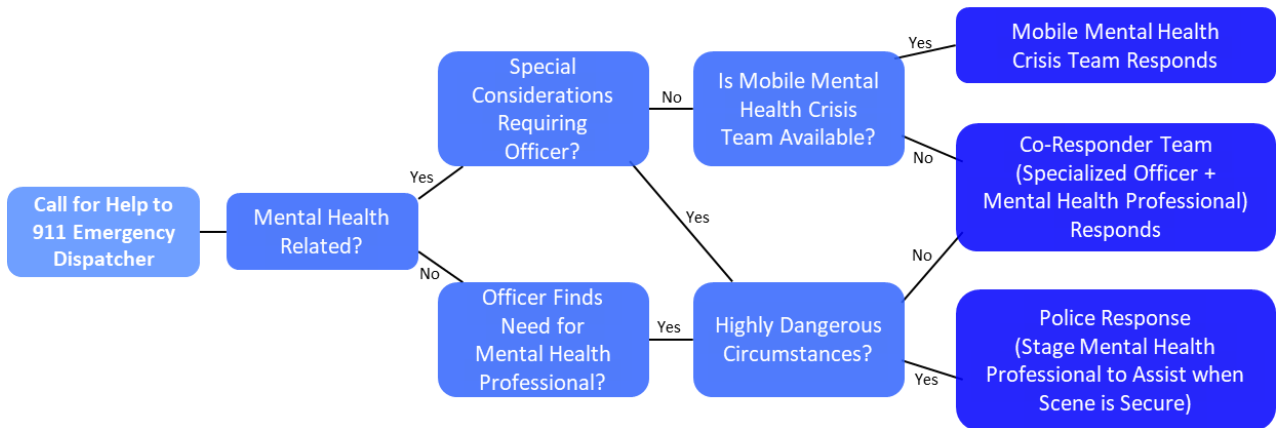 Call for Help to
911 Emergency
Dispatcher
Mental Health
Related?
Yes
No
Special
Considerations
Requiring
Officer?
No
Yes
Officer Finds
Need for
Mental Health
Professional?
Yes
Is Mobile Mental
Health Crisis
Team Available?
Yes
No
Highly Dangerous
Circumstances?
No
Yes
Mobile Mental Health
Crisis Team Responds
Co-Responder Team
(Specialized Officer +
Mental Health Professional)
Responds
Police Response
(Stage Mental Health
Professional to Assist when
Scene is Secure)